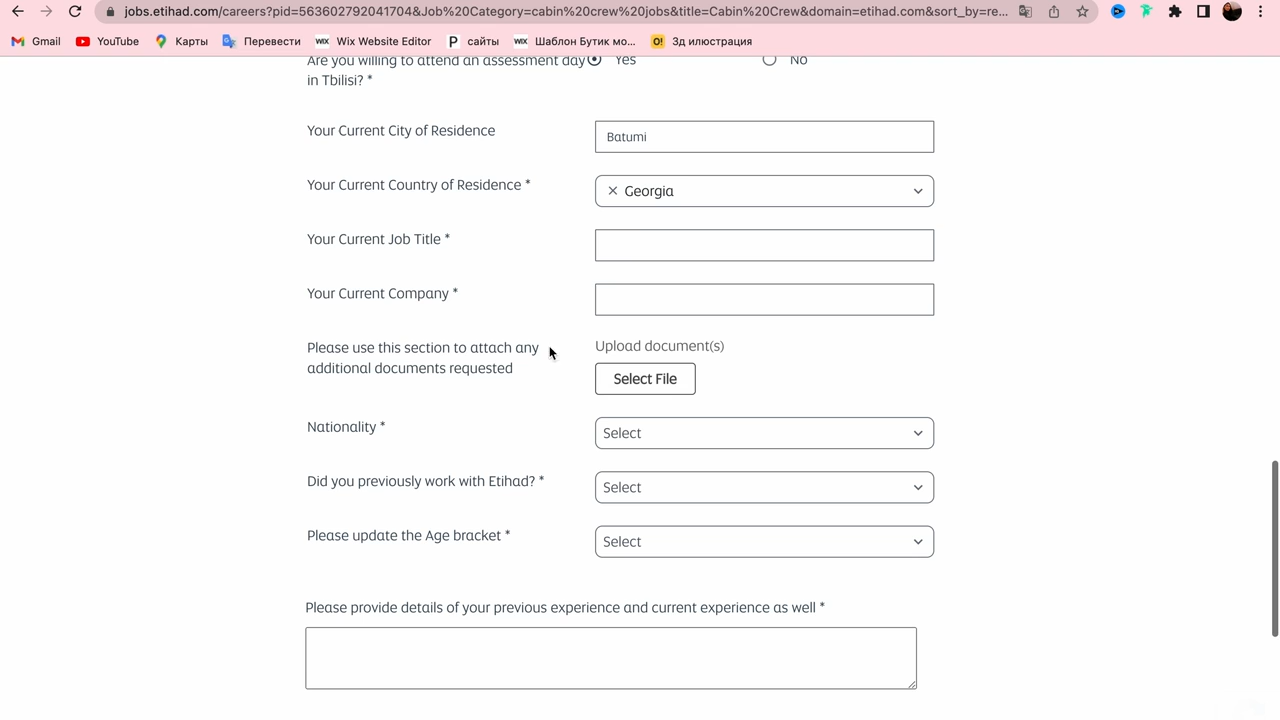 jobs.etihad.com/careers?pid=563602792041704&Job%20Category=cabin%20crew%20jobs&title=Cabin%20Crew&domain=etihad.com&sort_by=re...
Gmail YouTube Карты Перевести WIX Wix Website Editor P сайты WIX Шаблон Бутик мо... O! 3д илюстрация
Are you willing to attend an assessment day Yes No
in Tbilisi? *
Your Current City of Residence Batumi
Your Current Country of Residence * × Georgia
Your Current Job Title *
Your Current Company *
Please use this section to attach any Upload document(s)
additional documents requested Select File
Nationality * Select
Did you previously work with Etihad? * Select
Please update the Age bracket * Select
Please provide details of your previous experience and current experience as well *